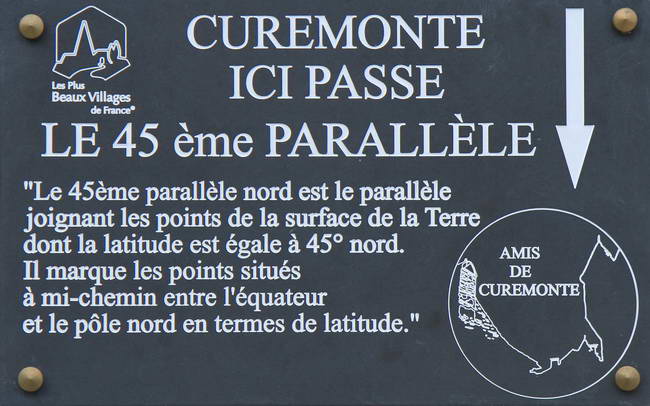 CUREMONTE
ICI PASSE
LE 45 ème PARALLÈLE
Les Plus
Beaux Villages
de France®
"Le 45ème parallèle nord est le parallèle
joignant les points de la surface de la Terre
dont la latitude est égale à 45° nord.
Il marque les points situés
à mi-chemin entre l'équateur
et le pôle nord en termes de latitude."
AMIS
DE
CUREMONTE